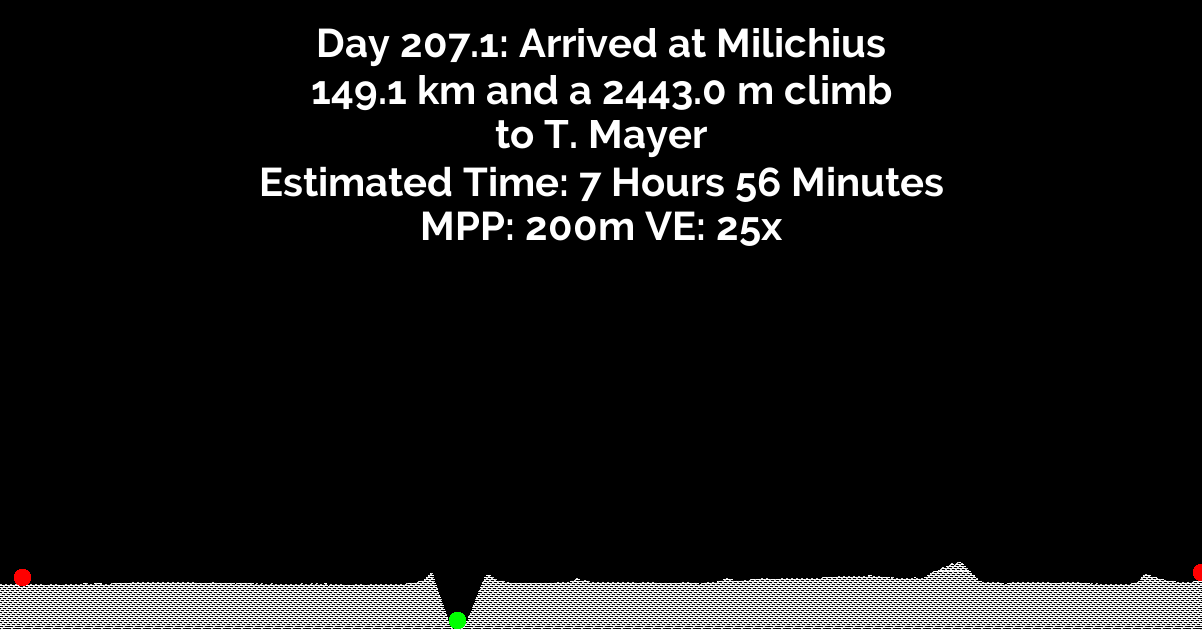 Day 207.1: Arrived at Milichius
149.1 km and a 2443.0 m climb
to T. Mayer
Estimated Time: 7 Hours 56 Minutes
MPP: 200m VE: 25x